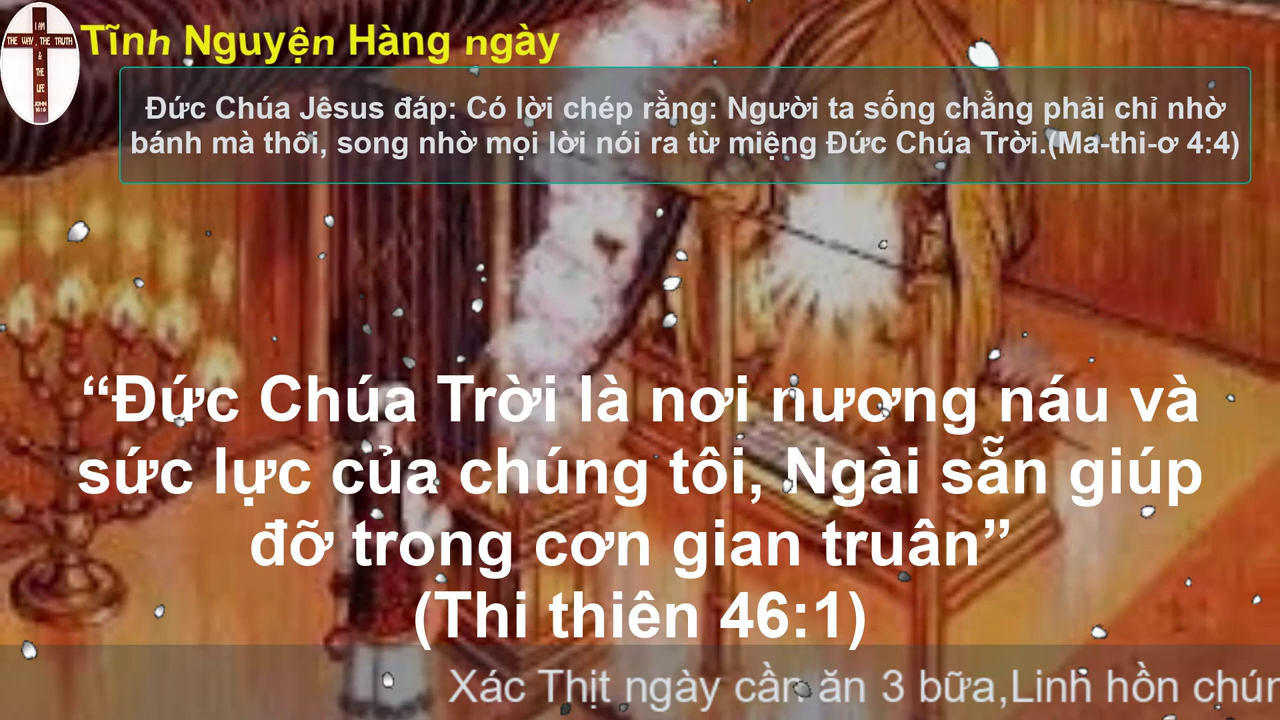 I AM
THE WAY, THE TRUTH
&
THE
LIFE
JOHN
Tĩnh Nguyện Hàng ngày
Đức Chúa Jêsus đáp: Có lời chép rằng: Người ta sống chẳng phải chỉ nhờ
bánh mà thôi, song nhờ mọi lời nói ra từ miệng Đức Chúa Trời.(Ma-thi-ơ 4:4)
“Đức Chúa Trời là nơi nương náu và
sức lực của chúng tôi, Ngài sẵn giúp
đỡ trong cơn gian truân”
(Thi thiên 46:1)
Xác Thịt ngày cần ăn 3 bữa,Linh hồn